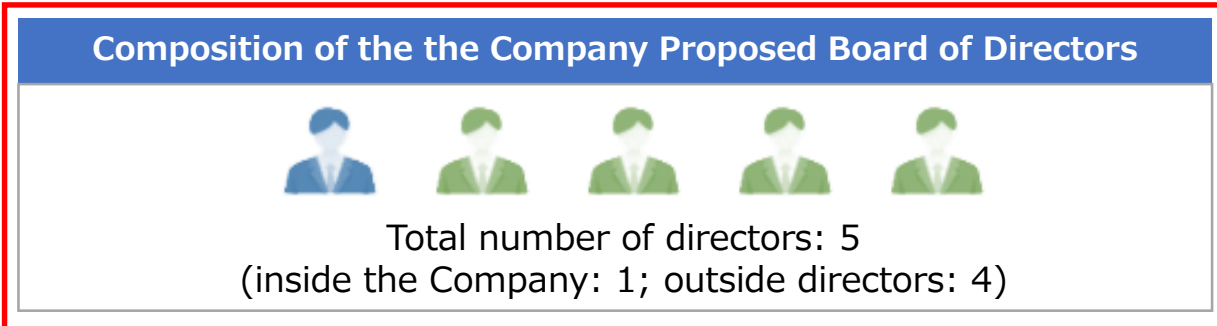 Composition of the the Company Proposed Board of Directors
Total number of directors: 5
(inside the Company: 1; outside directors: 4)